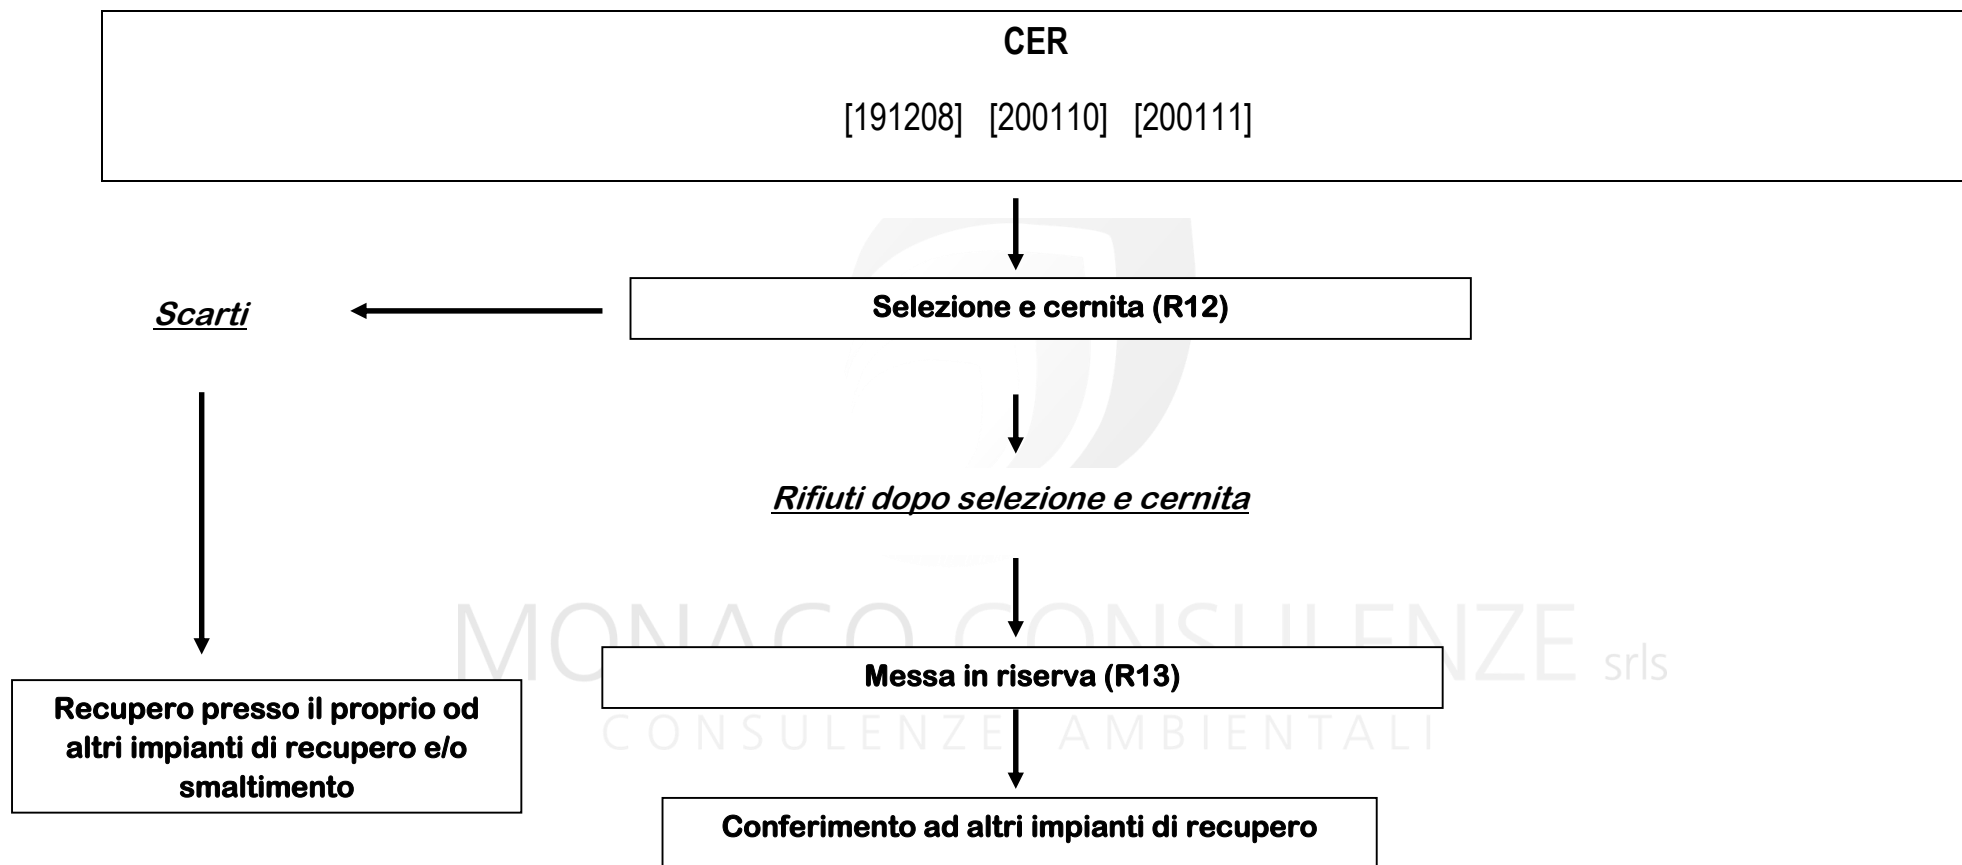 CER
[191208] [200110] [200111]
Selezione e cernita (R12)
Scarti
Rifiuti dopo selezione e cernita
MONACO CONSULENZE srls
Messa in riserva (R13)
CONSULENZE AMBIENTALI
Recupero presso il proprio od
altri impianti di recupero e/o
smaltimento
Conferimento ad altri impianti di recupero